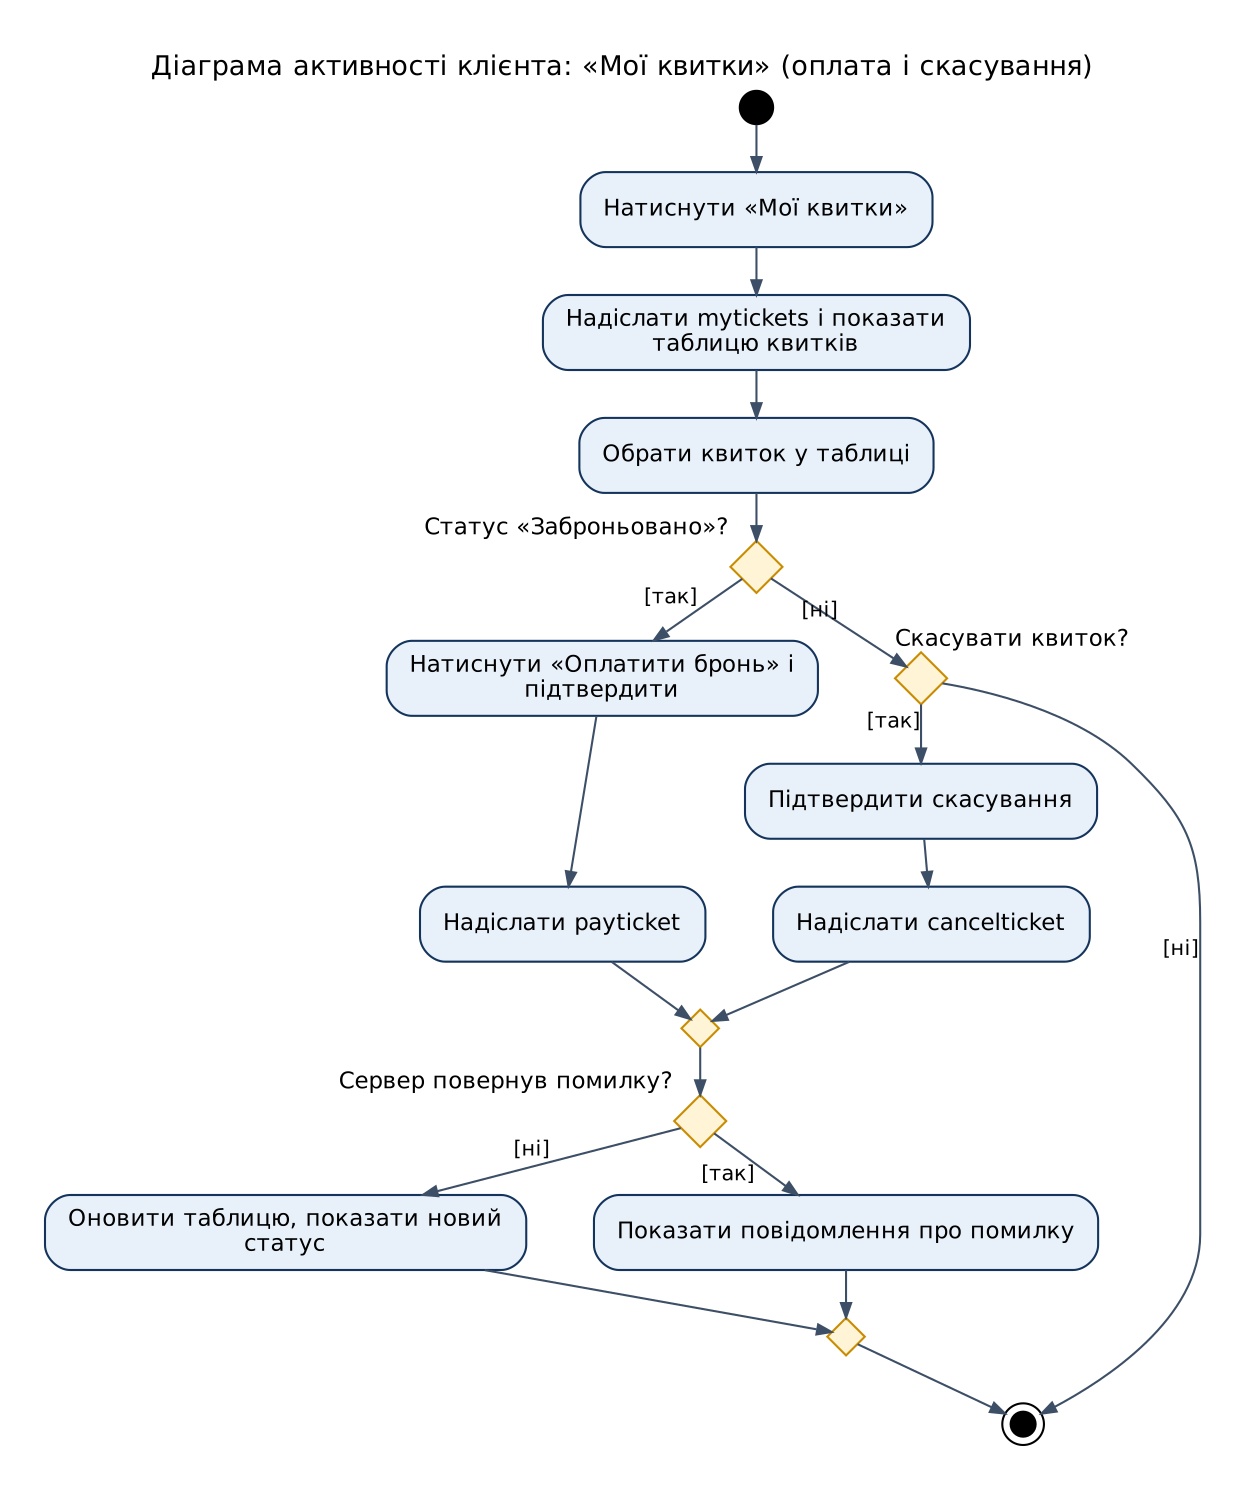 Діаграма активності клієнта: «Мої квитки» (оплата і скасування)
Натиснути «Мої квитки»
Надіслати mytickets і показати
таблицю квитків
Обрати квиток у таблиці
Статус «Заброньовано»?
[так]
[ні]
Скасувати квиток?
Натиснути «Оплатити бронь» і
підтвердити
[так]
Підтвердити скасування
Надіслати payticket
Надіслати cancelticket
[ні]
Сервер повернув помилку?
[ні]
[так]
Оновити таблицю, показати новий
статус
Показати повідомлення про помилку